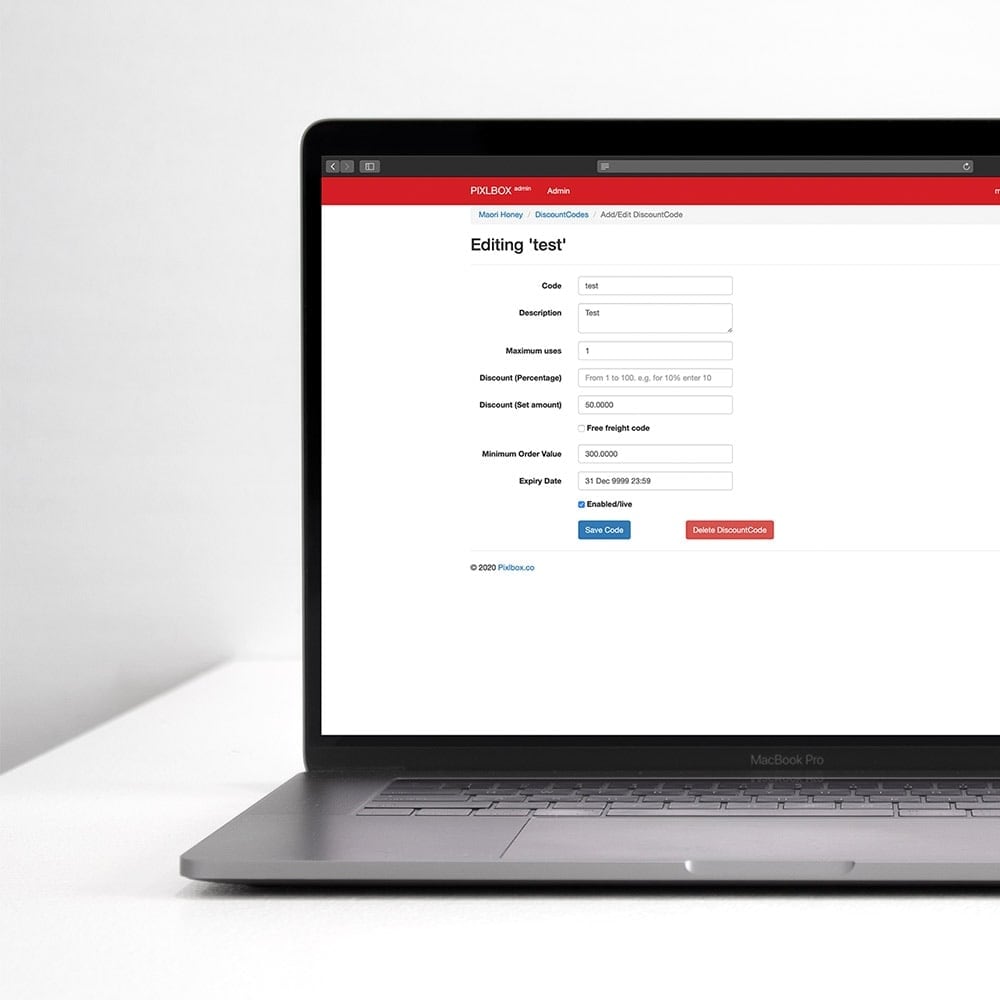 PIXLBOX admin Admin m
Maori Honey / DiscountCodes / Add/Edit DiscountCode
Editing 'test'
Code test
Description Test
Maximum uses 1
Discount (Percentage) From 1 to 100. e.g. for 10% enter 10
Discount (Set amount) 50.0000
Free freight code
Minimum Order Value 300.0000
Expiry Date 31 Dec 9999 23:59
Enabled/live
Save Code Delete DiscountCode
© 2020 Pixlbox.co
MacBook Pro